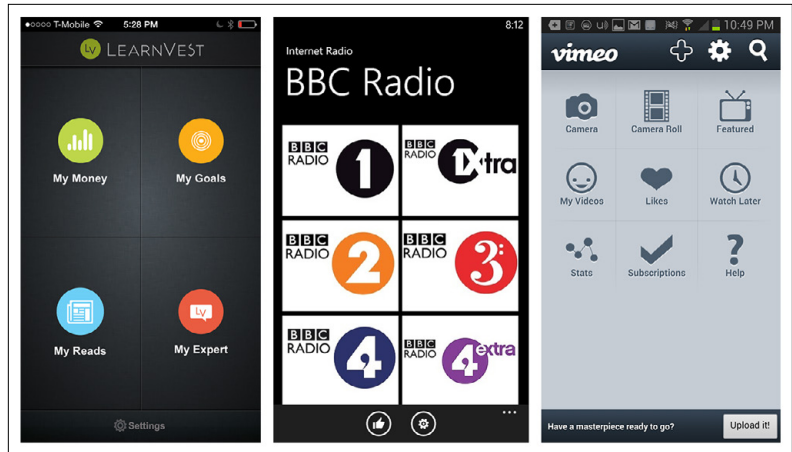 T-Mobile 5:28 PM
LV LEARNVEST
My Money My Goals
My Reads My Expert
LV
Settings
8:12
Internet Radio
BBC Radio
BBC RADIO 1
BBC RADIO 1Xtra
BBC RADIO 2
BBC RADIO 3:
BBC RADIO 4
BBC RADIO 4 extra
...
10:49 PM
vimeo
Camera Camera Roll Featured
My Videos Likes Watch Later
Stats Subscriptions Help
Have a masterpiece ready to go? Upload it!